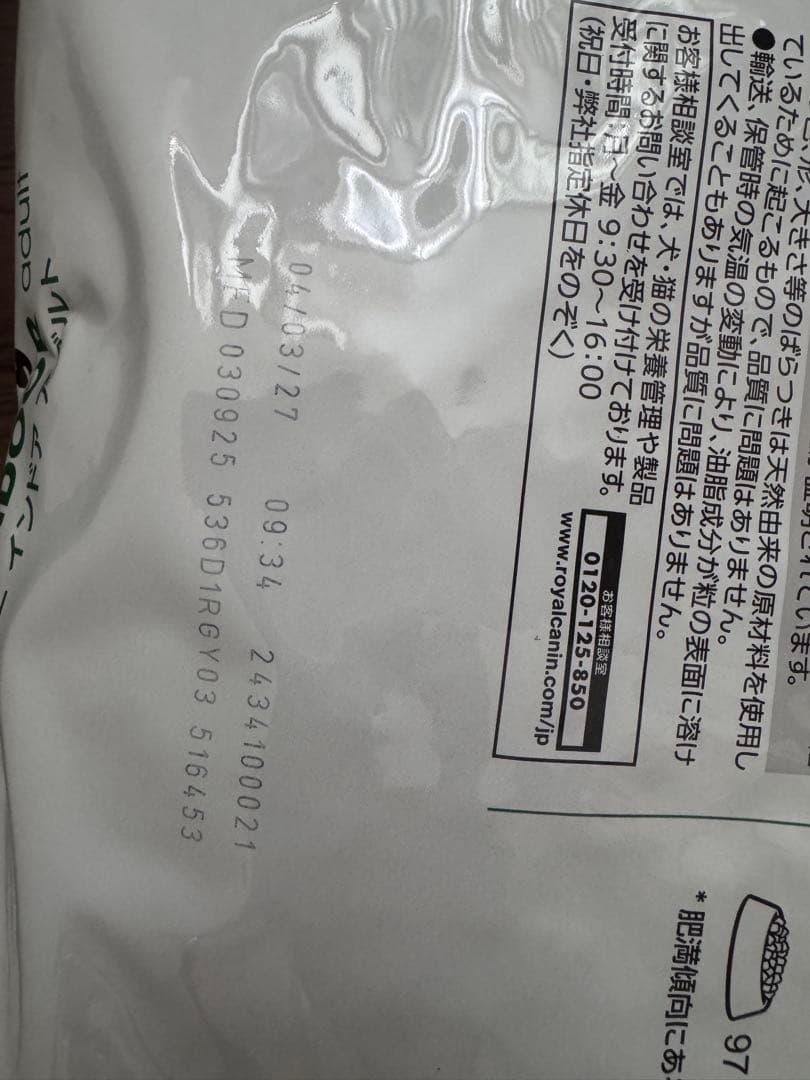 ているために起こるもので、品質に問題はありません。
●輸送、保管時の気温の変動により、油脂成分が粒の表面に溶け
出してくることもありますが品質に問題はありません。
お客様相談室では、犬・猫の栄養管理や製品
に関するお問い合わせを受け付けております。
受付時間:月~金 9:30~16:00
(祝日・弊社指定休日をのぞく)
お客様相談室
0120-125-850
www.royalcanin.com/jp
04/03/27 09:34 2434100021
MFD 030925 536D1RGY03 516453
97
* 肥満傾向にあ
adult
インドア